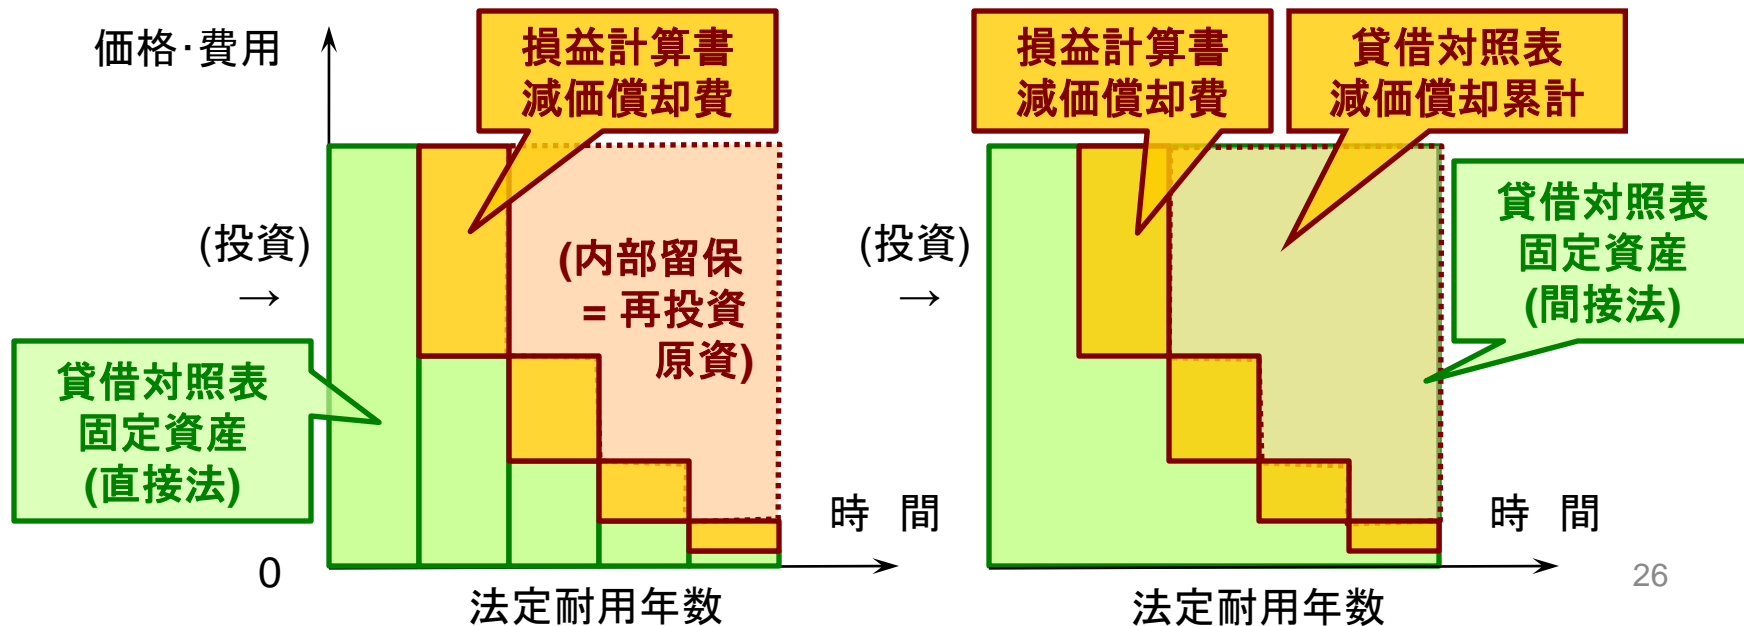 価格･費用
損益計算書
減価償却費
(投資)
→
(内部留保
= 再投資
原資)
貸借対照表
固定資産
(直接法)
0
時 間
法定耐用年数
損益計算書
減価償却費
貸借対照表
減価償却累計
(投資)
→
貸借対照表
固定資産
(間接法)
時 間
法定耐用年数
26